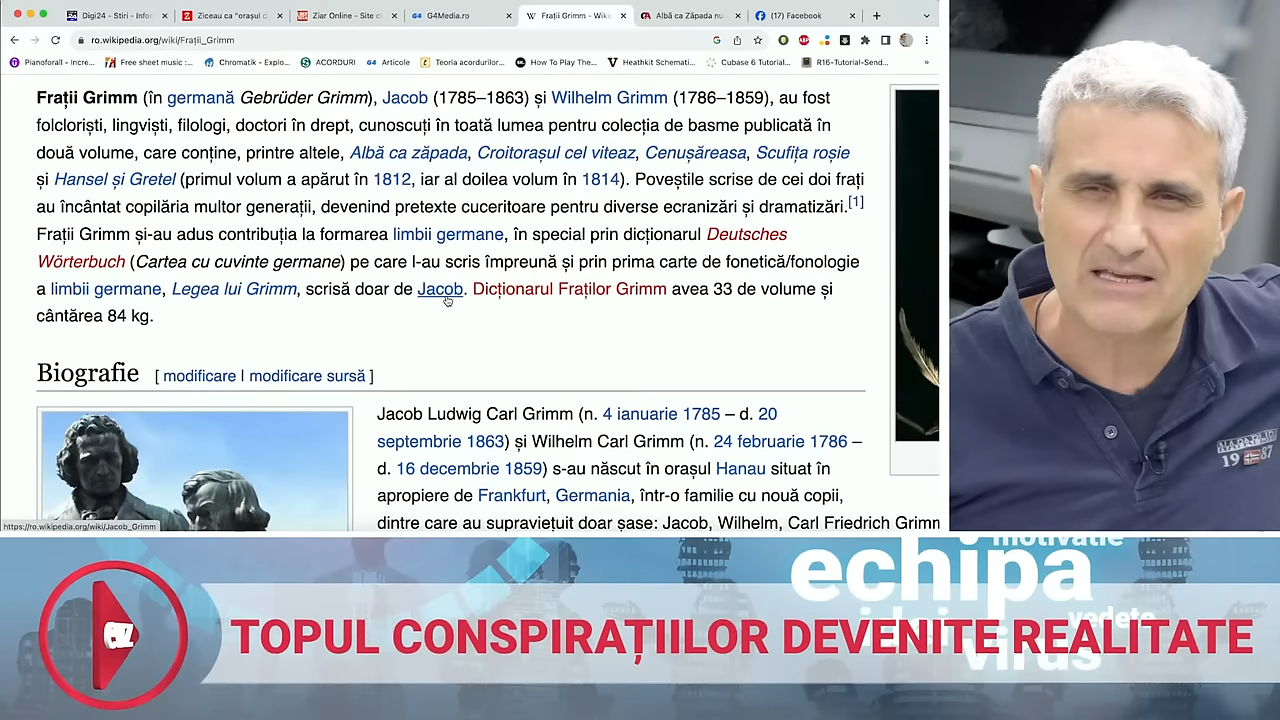 Digi24 - Stiri - Infor
Ziceau ca "orașul d
Ziar Online - Site d
G4Media.ro
Frații Grimm - Wik
Albă ca Zăpada nu
(17) Facebook
ro.wikipedia.org/wiki/Frații_Grimm
Pianoforall - Incre...
Free sheet music :...
Chromatik - Explo...
ACORDURI
G4 Articole
Teoria acordurilor...
How To Play The...
Heathkit Schemati...
Cubase 6 Tutorial...
R16-Tutorial-Send...
Frații Grimm (în germană Gebrüder Grimm), Jacob (1785–1863) și Wilhelm Grimm (1786–1859), au fost
folcloriști, lingviști, filologi, doctori în drept, cunoscuți în toată lumea pentru colecția de basme publicată în
două volume, care conține, printre altele, Albă ca zăpada, Croitorașul cel viteaz, Cenușăreasa, Scufița roșie
și Hansel și Gretel (primul volum a apărut în 1812, iar al doilea volum în 1814). Poveștile scrise de cei doi frați
au încântat copilăria multor generații, devenind pretexte cuceritoare pentru diverse ecranizări și dramatizări.[1]
Frații Grimm și-au adus contribuția la formarea limbii germane, în special prin dicționarul Deutsches
Wörterbuch (Cartea cu cuvinte germane) pe care l-au scris împreună și prin prima carte de fonetică/fonologie
a limbii germane, Legea lui Grimm, scrisă doar de Jacob. Dicționarul Fraților Grimm avea 33 de volume și
cântărea 84 kg.
Biografie [ modificare | modificare sursă ]
Jacob Ludwig Carl Grimm (n. 4 ianuarie 1785 – d. 20
septembrie 1863) și Wilhelm Carl Grimm (n. 24 februarie 1786 –
d. 16 decembrie 1859) s-au născut în orașul Hanau situat în
apropiere de Frankfurt, Germania, într-o familie cu nouă copii,
dintre care au supraviețuit doar șase: Jacob, Wilhelm, Carl Friedrich Grimm
https://ro.wikipedia.org/wiki/Jacob_Grimm
NAPAPIJRI
19 87
motivatie
echipa
idei
vedete
virus
TOPUL CONSPIRAȚIILOR DEVENITE REALITATE